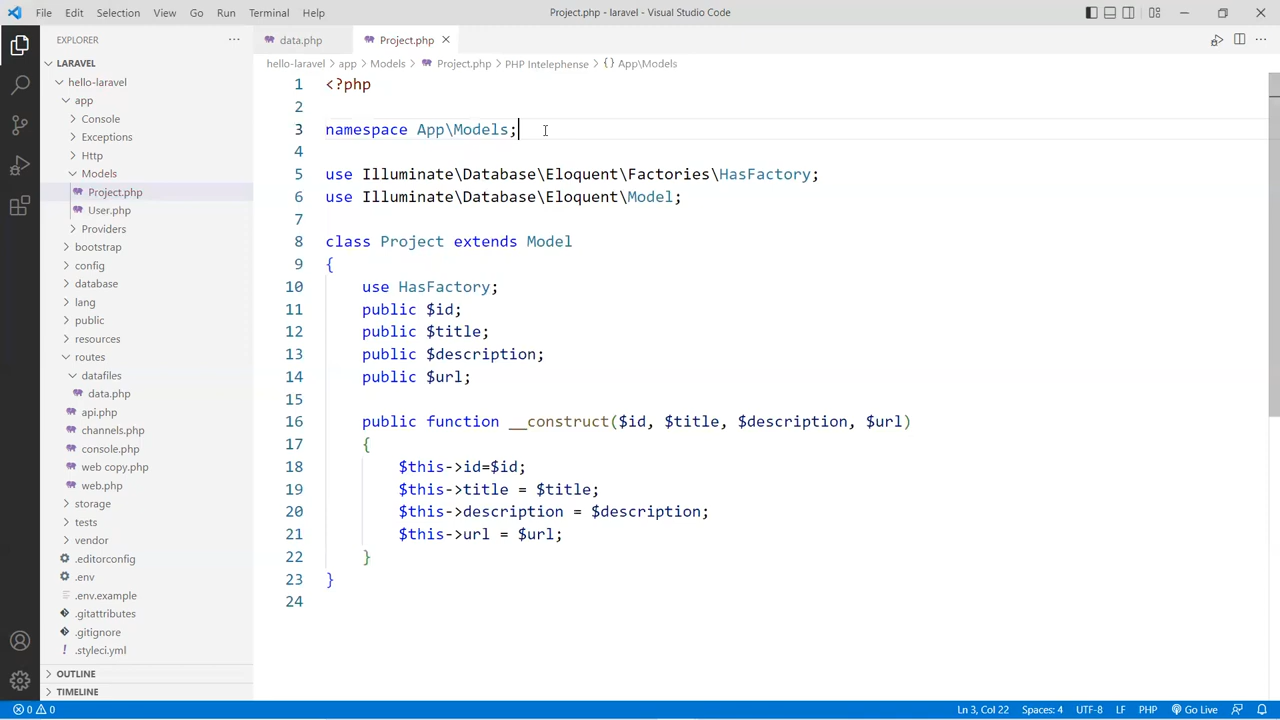 File Edit Selection View Go Run Terminal Help
Project.php - laravel - Visual Studio Code
EXPLORER
LARAVEL
hello-laravel
app
Console
Exceptions
Http
Models
Project.php
User.php
Providers
bootstrap
config
database
lang
public
resources
routes
datafiles
data.php
api.php
channels.php
console.php
web copy.php
web.php
storage
tests
vendor
.editorconfig
.env
.env.example
.gitattributes
.gitignore
.styleci.yml
OUTLINE
TIMELINE
data.php Project.php
hello-laravel > app > Models > Project.php > PHP Intelephense > {} App\Models
1 <?php
2
3 namespace App\Models;
4
5 use Illuminate\Database\Eloquent\Factories\HasFactory;
6 use Illuminate\Database\Eloquent\Model;
7
8 class Project extends Model
9 {
10 use HasFactory;
11 public $id;
12 public $title;
13 public $description;
14 public $url;
15
16 public function __construct($id, $title, $description, $url)
17 {
18 $this->id=$id;
19 $this->title = $title;
20 $this->description = $description;
21 $this->url = $url;
22 }
23 }
24
0 0 Ln 3, Col 22 Spaces: 4 UTF-8 LF PHP Go Live